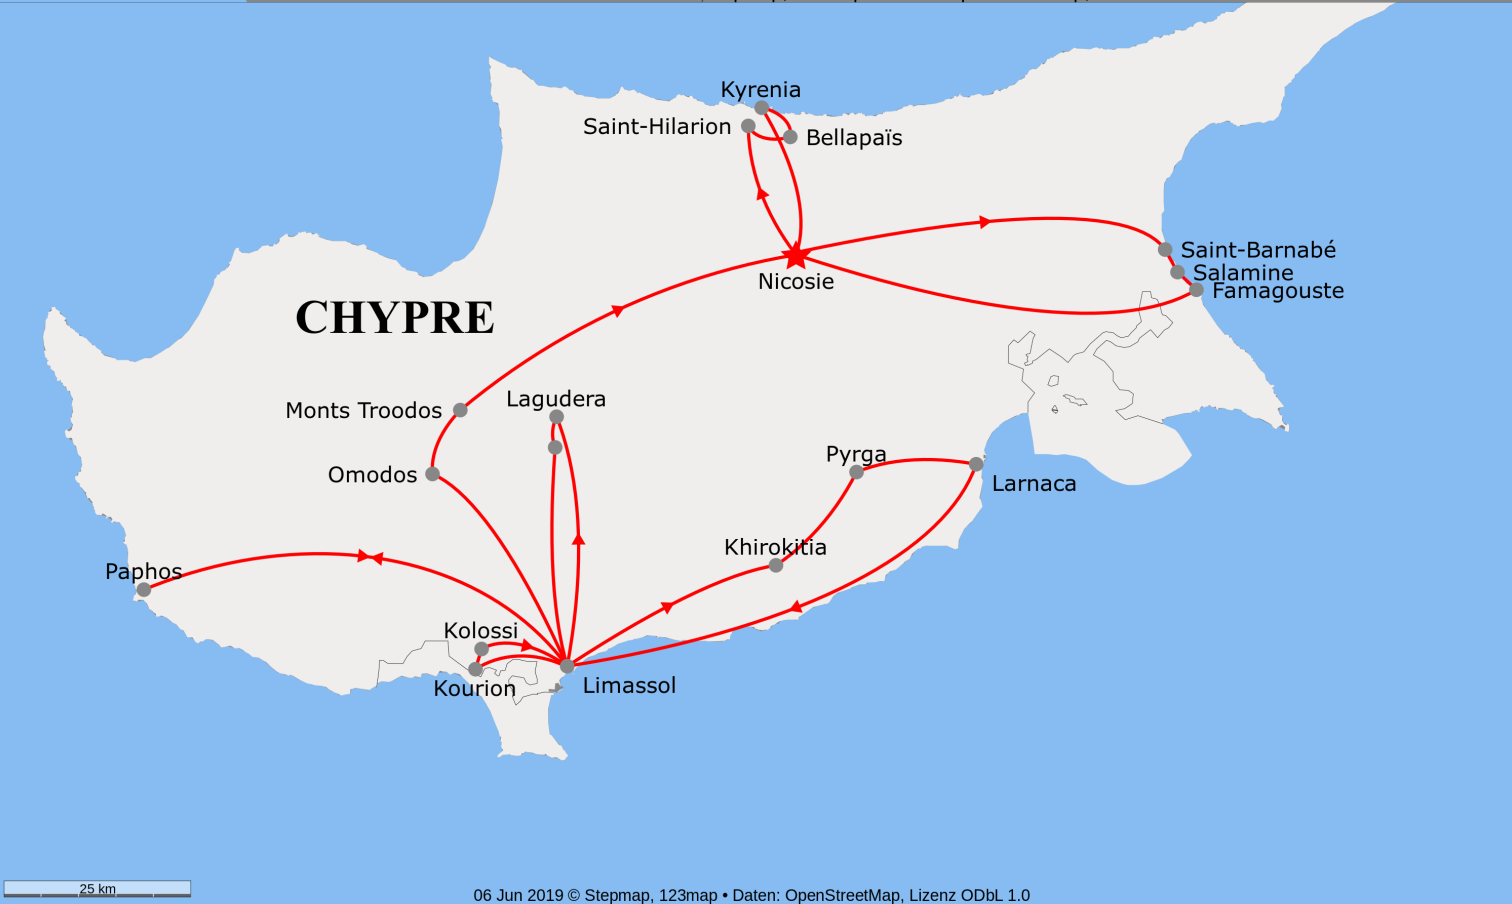 Kyrenia
Saint-Hilarion
Bellapaïs
Saint-Barnabé
Salamine
Famagouste
Nicosie
CHYPRE
Lagudera
Monts Troodos
Omodos
Pyrga
Larnaca
Khirokitia
Paphos
Kolossi
Kourion
Limassol
25 km
06 Jun 2019 © Stepmap, 123map • Daten: OpenStreetMap, Lizenz ODbL 1.0